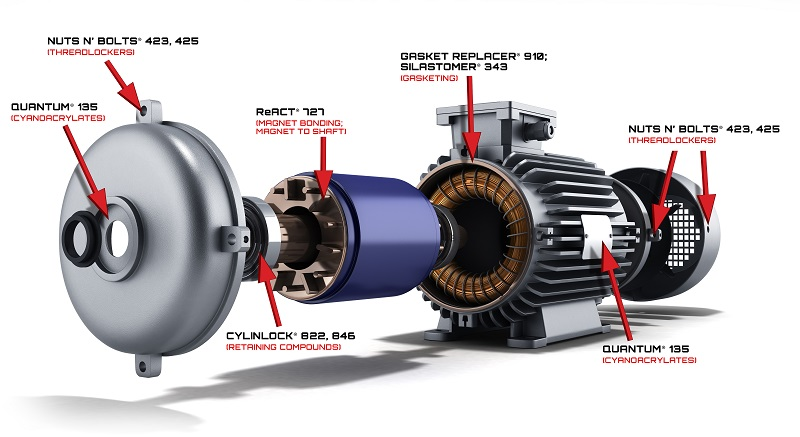 NUTS N' BOLTS® 423, 425
(THREADLOCKERS)
QUANTUM® 135
(CYANOACRYLATES)
ReACT® 727
(MAGNET BONDING;
MAGNET TO SHAFT)
GASKET REPLACER® 910;
SILASTOMER® 343
(GASKETING)
NUTS N' BOLTS® 423, 425
(THREADLOCKERS)
CYLINLOCK® 822, 846
(RETAINING COMPOUNDS)
QUANTUM® 135
(CYANOACRYLATES)